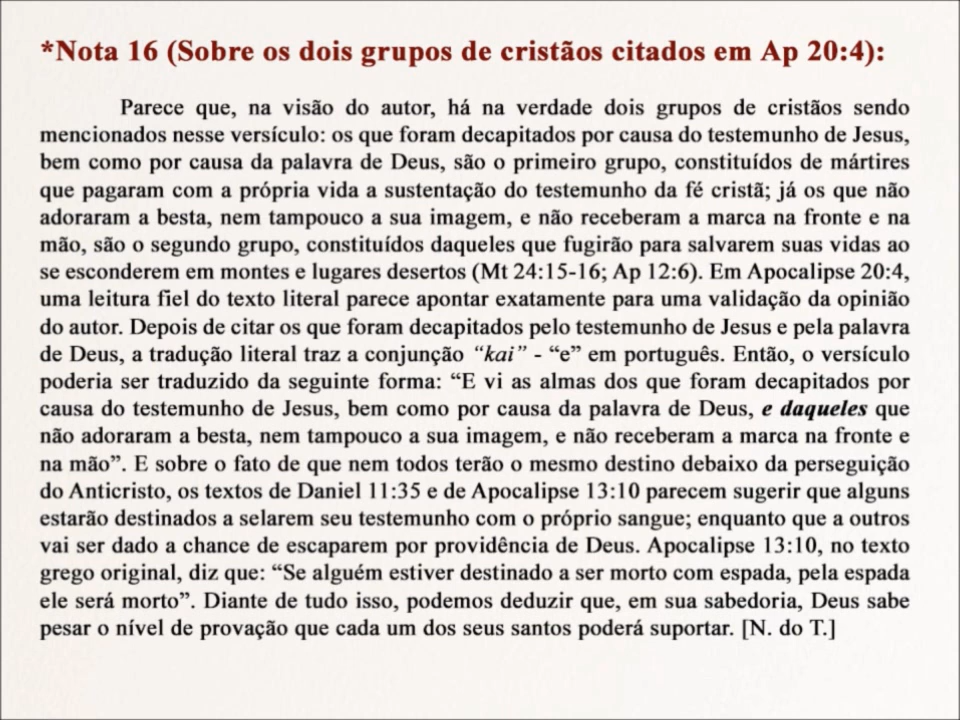 *Nota 16 (Sobre os dois grupos de cristãos citados em Ap 20:4):
Parece que, na visão do autor, há na verdade dois grupos de cristãos sendo
mencionados nesse versículo: os que foram decapitados por causa do testemunho de Jesus,
bem como por causa da palavra de Deus, são o primeiro grupo, constituídos de mártires
que pagaram com a própria vida a sustentação do testemunho da fé cristã; já os que não
adoraram a besta, nem tampouco a sua imagem, e não receberam a marca na fronte e na
mão, são o segundo grupo, constituídos daqueles que fugirão para salvarem suas vidas ao
se esconderem em montes e lugares desertos (Mt 24:15-16; Ap 12:6). Em Apocalipse 20:4,
uma leitura fiel do texto literal parece apontar exatamente para uma validação da opinião
do autor. Depois de citar os que foram decapitados pelo testemunho de Jesus e pela palavra
de Deus, a tradução literal traz a conjunção “kai” - “e” em português. Então, o versículo
poderia ser traduzido da seguinte forma: “E vi as almas dos que foram decapitados por
causa do testemunho de Jesus, bem como por causa da palavra de Deus, e daqueles que
não adoraram a besta, nem tampouco a sua imagem, e não receberam a marca na fronte e
na mão”. E sobre o fato de que nem todos terão o mesmo destino debaixo da perseguição
do Anticristo, os textos de Daniel 11:35 e de Apocalipse 13:10 parecem sugerir que alguns
estarão destinados a selarem seu testemunho com o próprio sangue; enquanto que a outros
vai ser dado a chance de escaparem por providência de Deus. Apocalipse 13:10, no texto
grego original, diz que: “Se alguém estiver destinado a ser morto com espada, pela espada
ele será morto”. Diante de tudo isso, podemos deduzir que, em sua sabedoria, Deus sabe
pesar o nível de provação que cada um dos seus santos poderá suportar. [N. do T.]